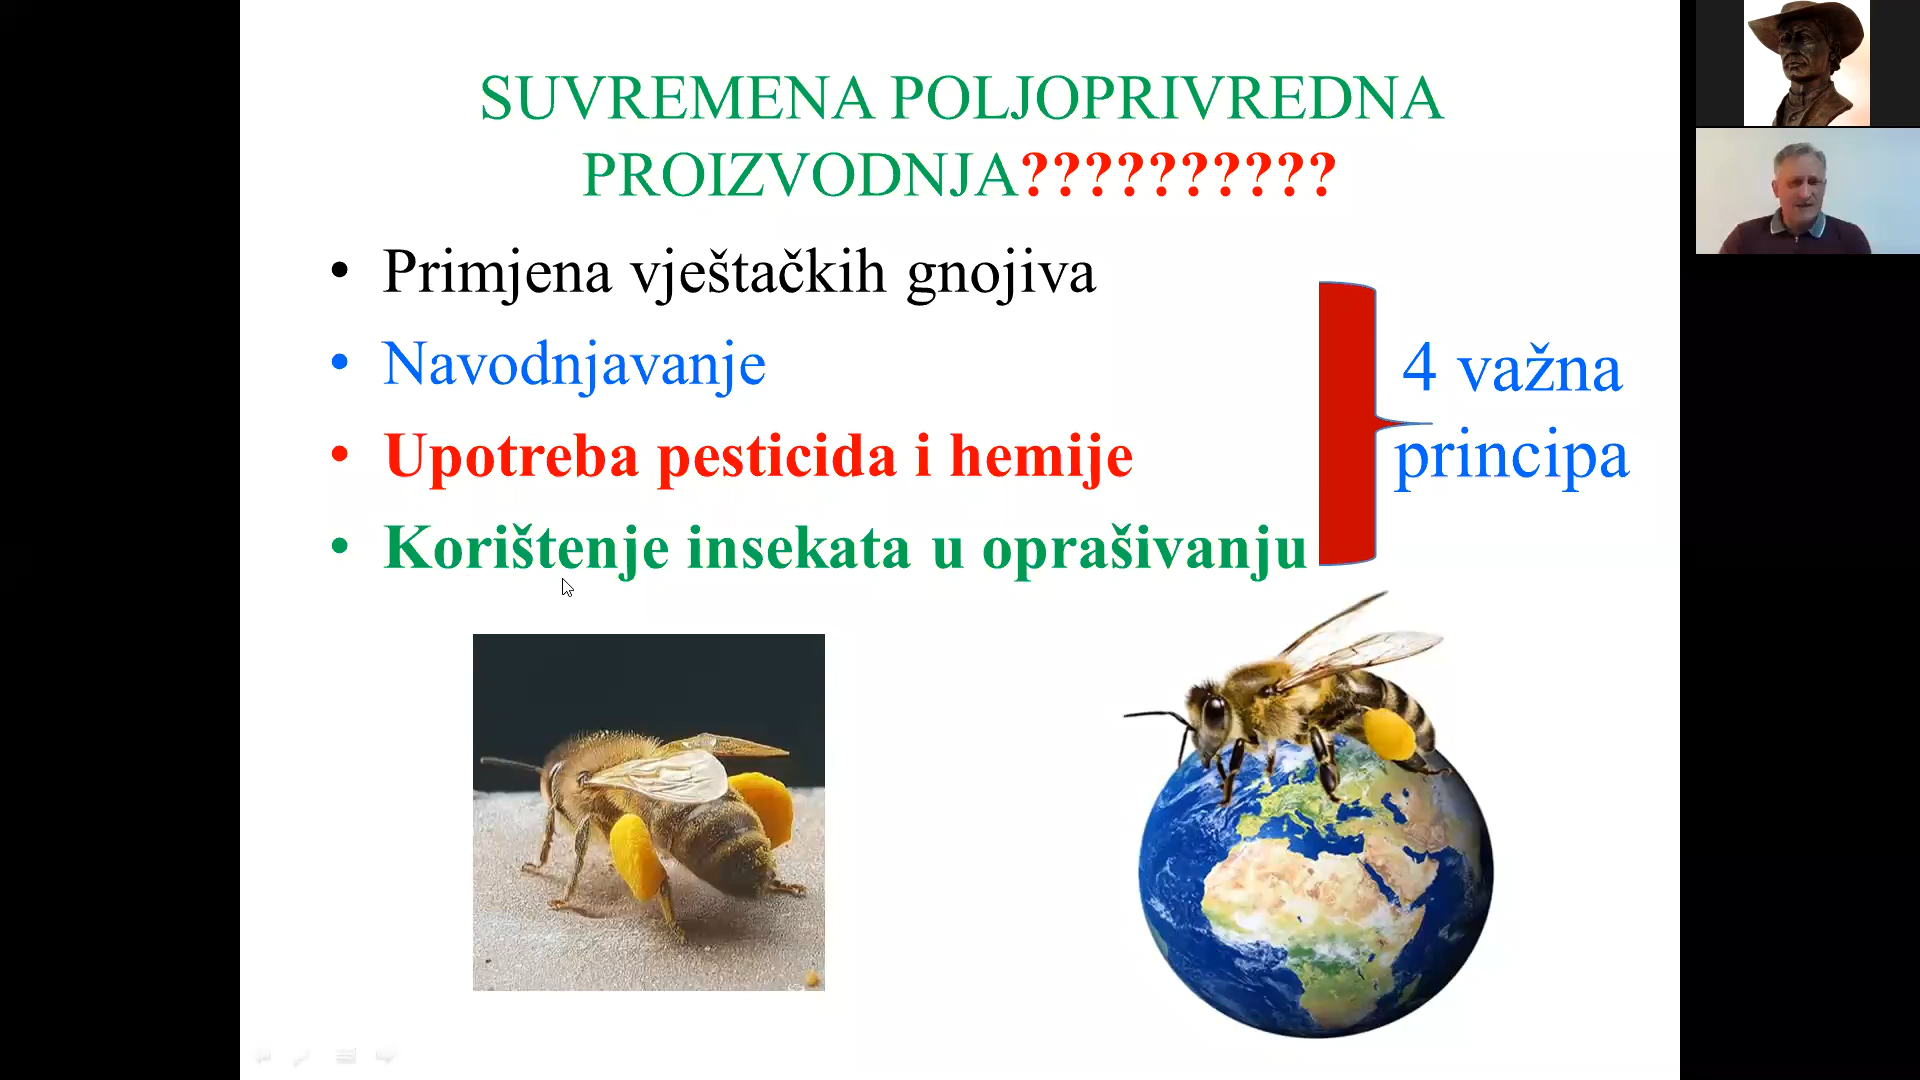 SUVREMENA POLJOPRIVREDNA
PROIZVODNJA??????????
• Primjena vještačkih gnojiva
• Navodnjavanje
• Upotreba pesticida i hemije
• Korištenje insekata u oprašivanju
4 važna
principa